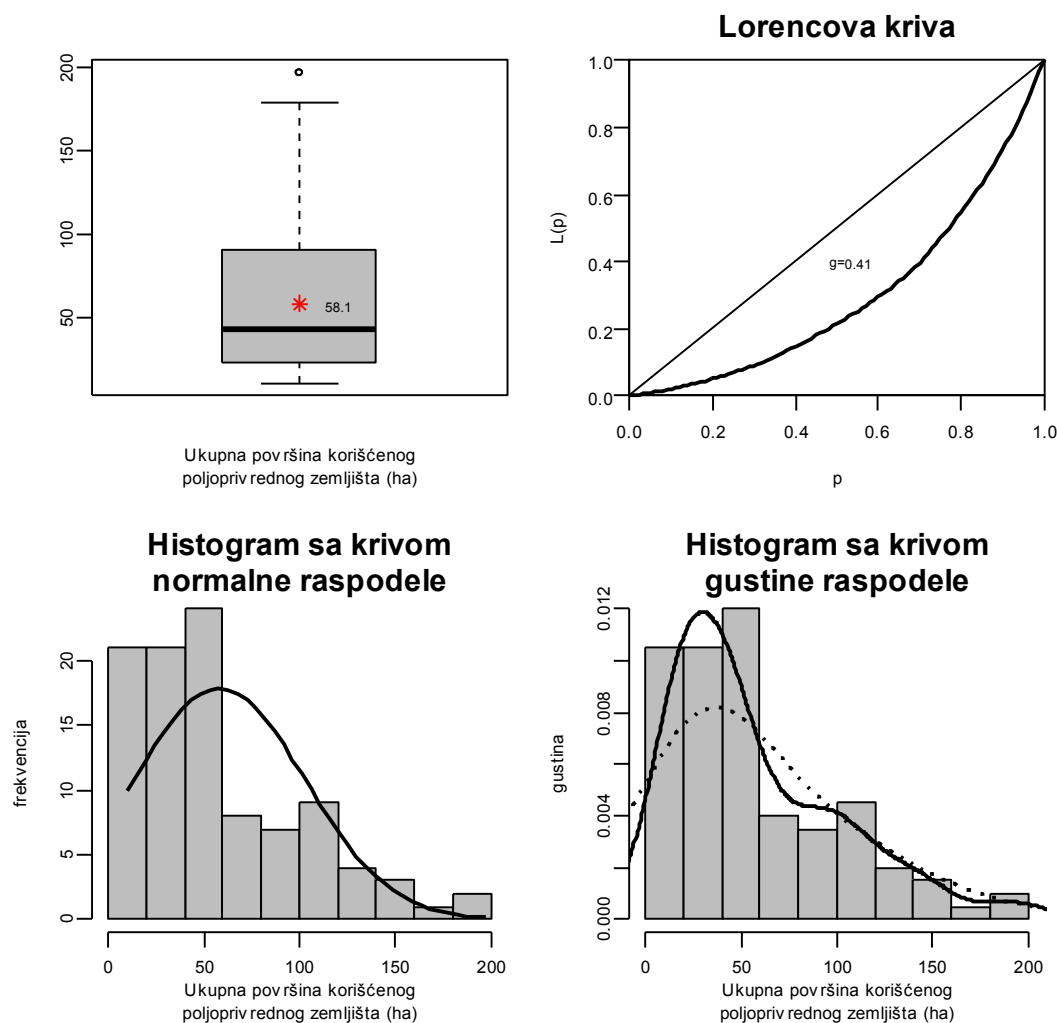 200
150
100
50
58.1
Ukupna površina korišćenog
poljoprivrednog zemljišta (ha)
Lorencova kriva
L(p)
1.0
0.8
0.6
0.4
0.2
0.0
g=0.41
0.0 0.2 0.4 0.6 0.8 1.0
p
Histogram sa krivom
normalne raspodele
frekvencija
20
15
10
5
0
0 50 100 150 200
Ukupna površina korišćenog
poljoprivrednog zemljišta (ha)
Histogram sa krivom
gustine raspodele
gustina
0.012
0.008
0.004
0.000
0 50 100 150 200
Ukupna površina korišćenog
poljoprivrednog zemljišta (ha)